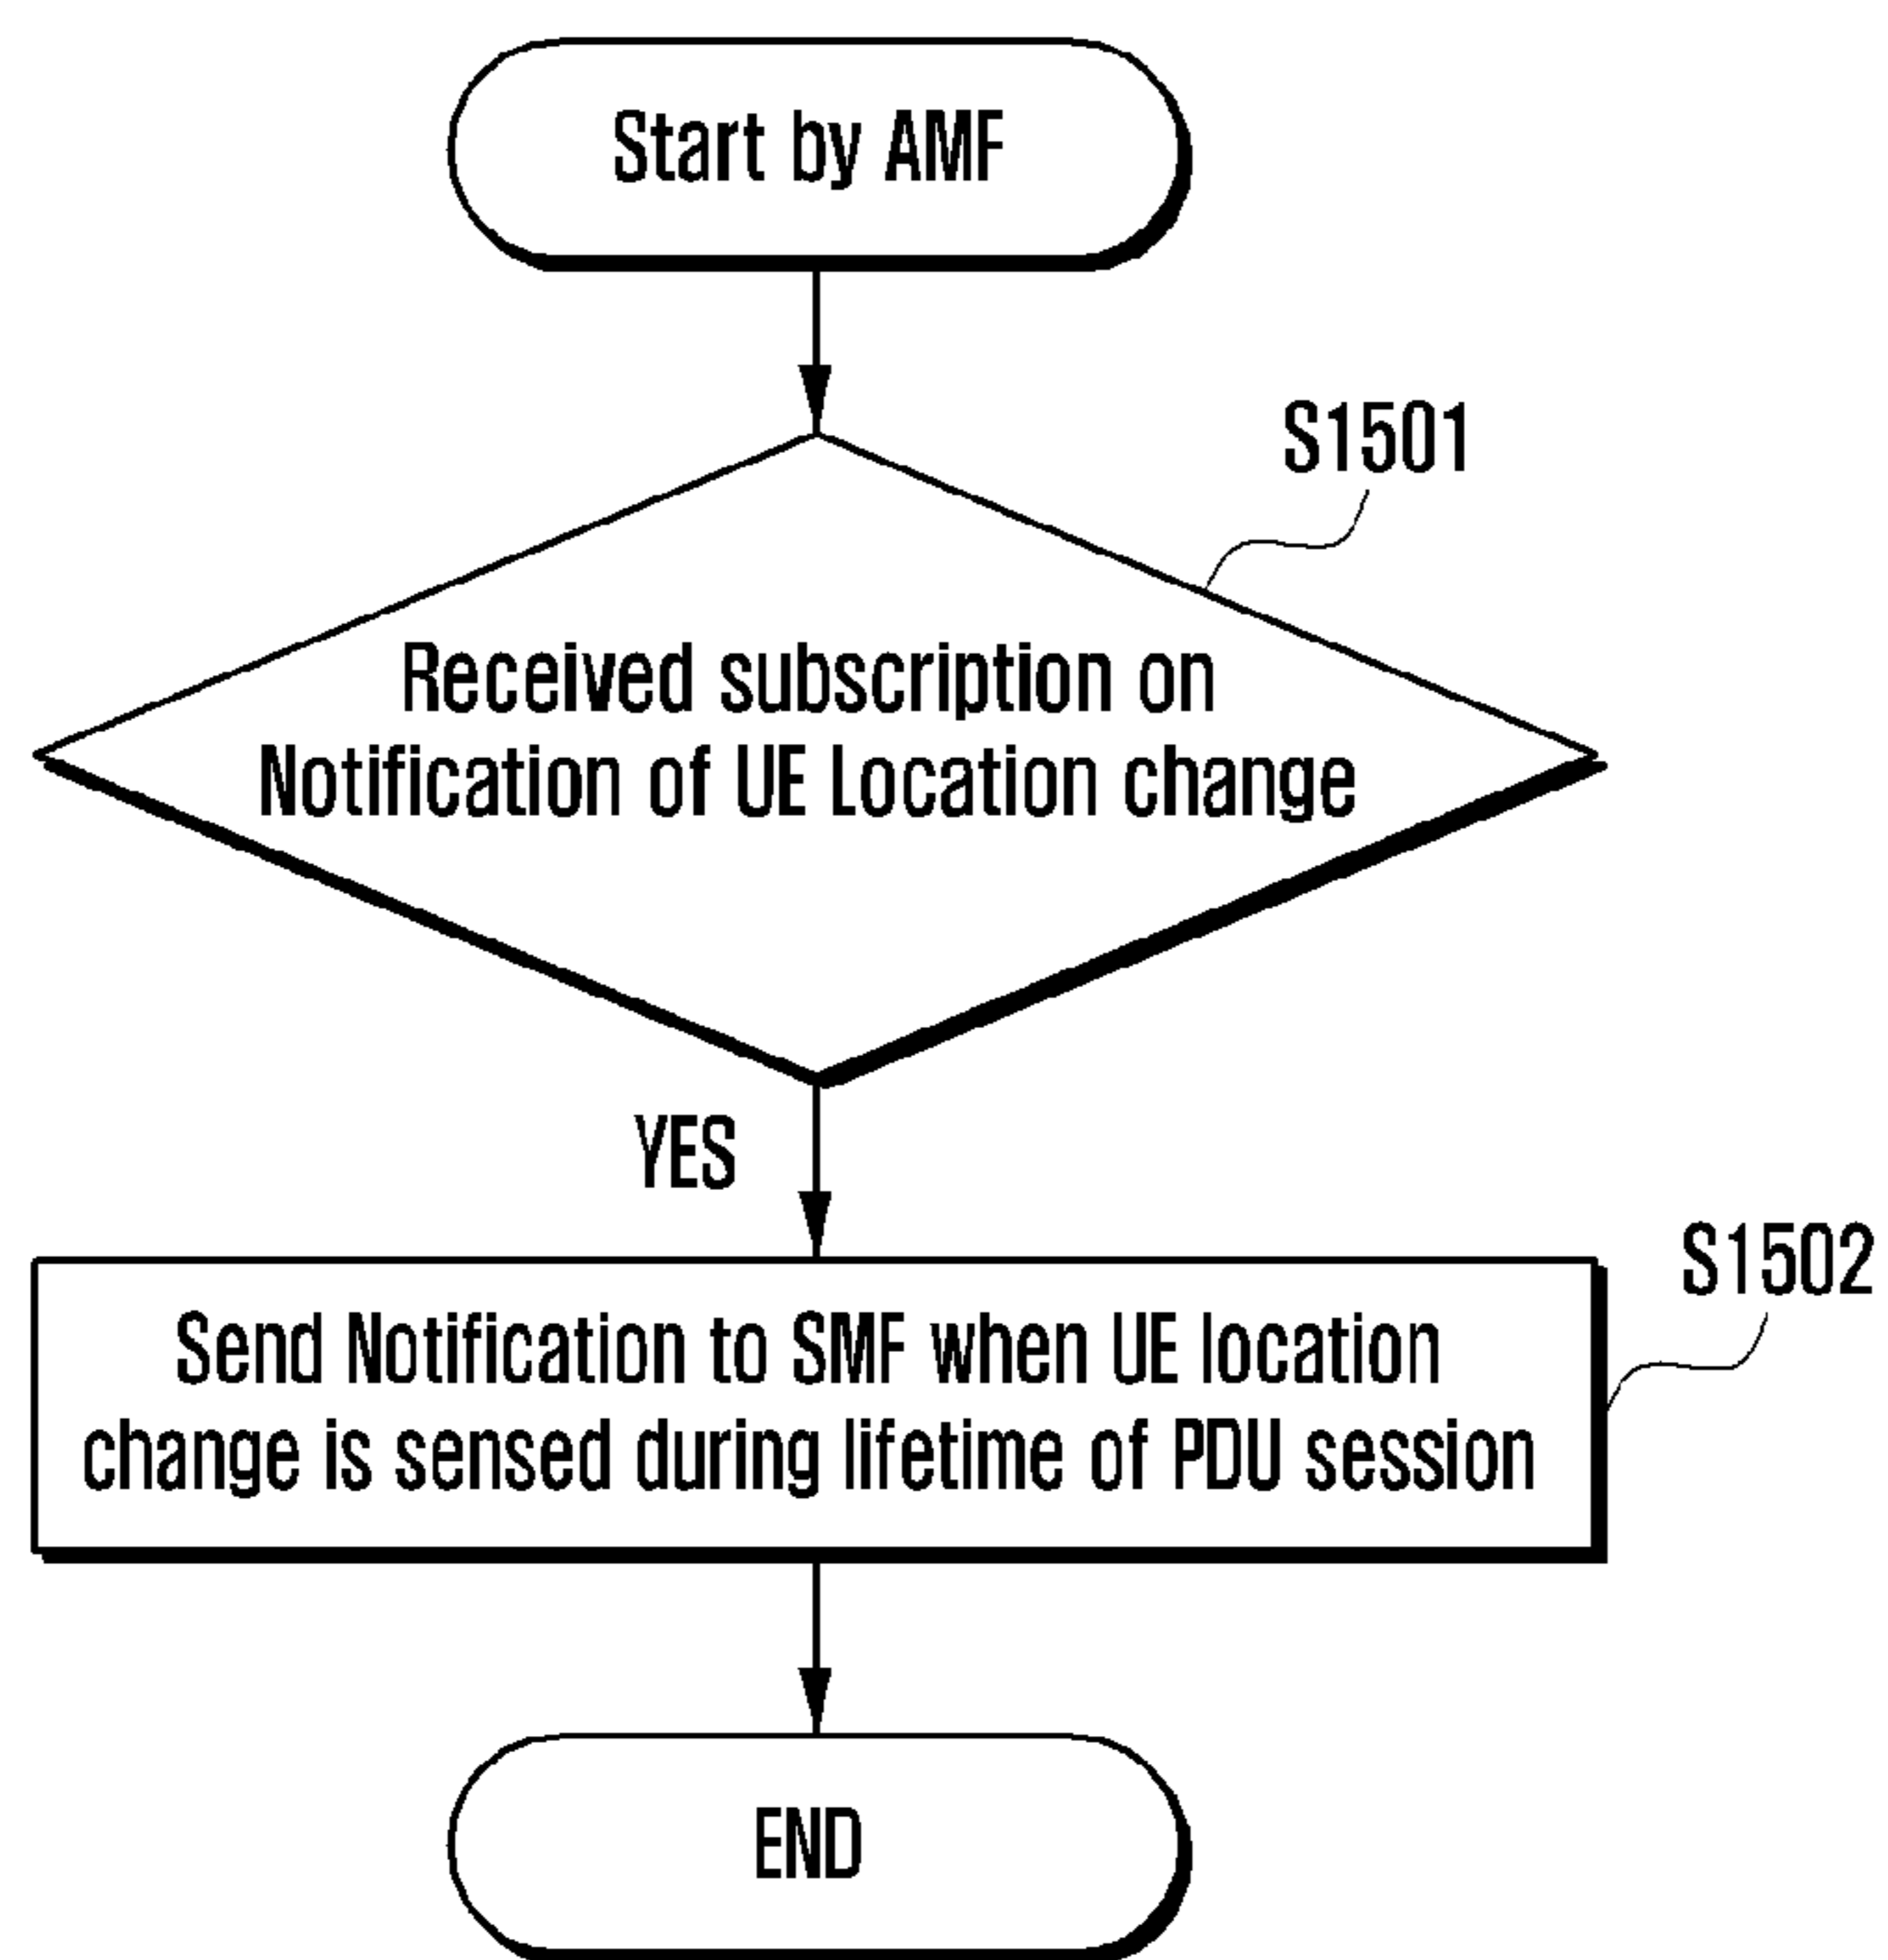 Start by AMF
S1501
Received subscription on
Notification of UE Location change
YES
S1502
Send Notification to SMF when UE location
change is sensed during lifetime of PDU session
END